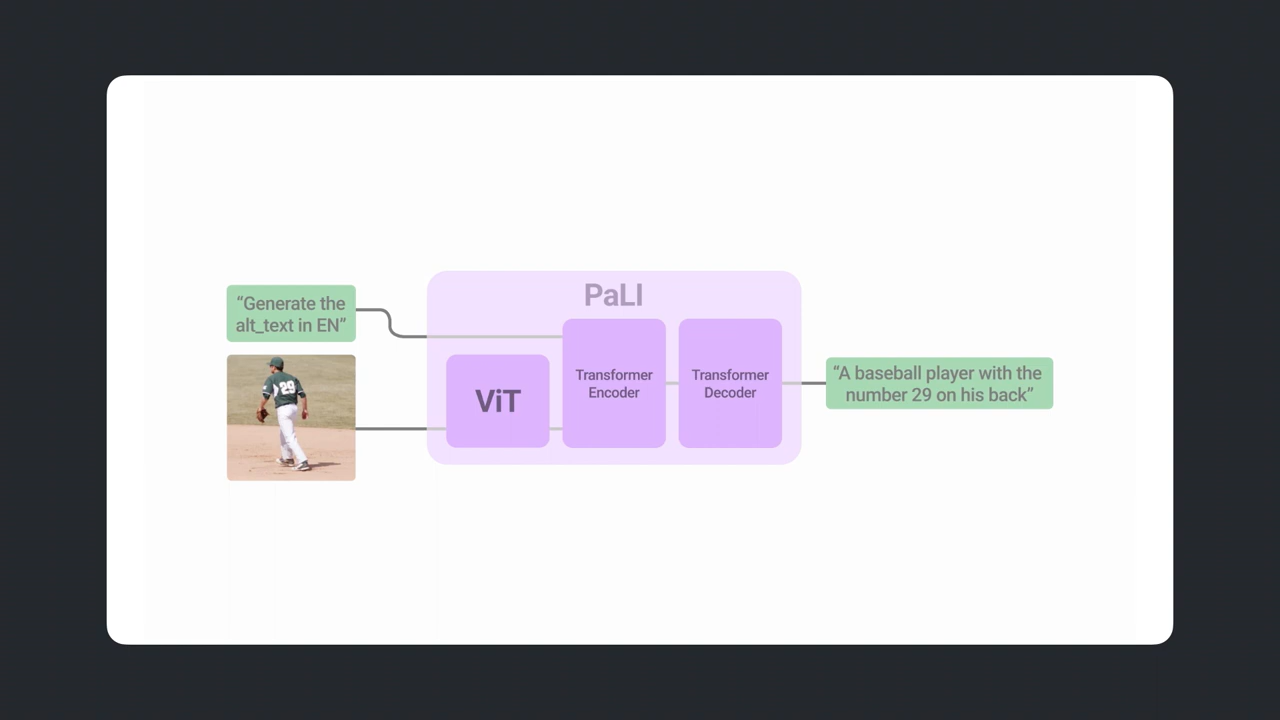 “Generate the
alt_text in EN”
29
PaLI
ViT
Transformer
Encoder
Transformer
Decoder
“A baseball player with the
number 29 on his back”